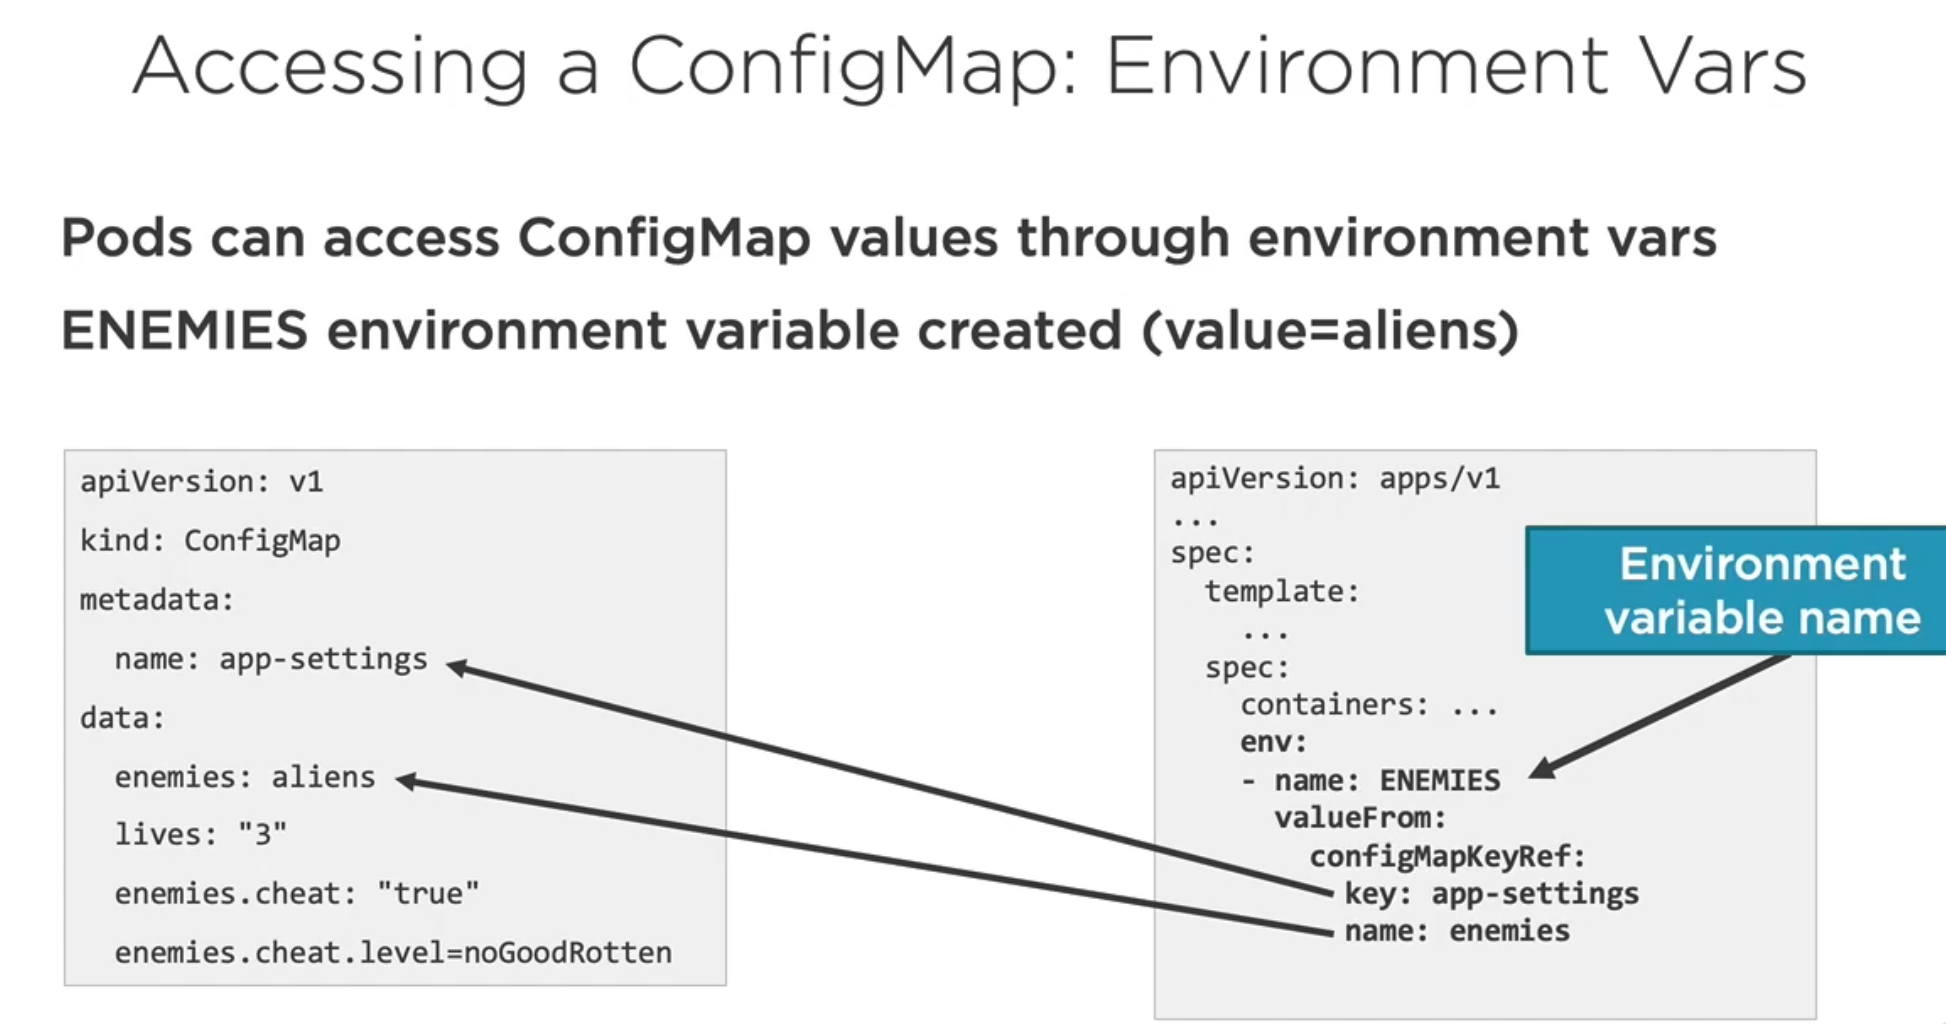 Accessing a ConfigMap: Environment Vars
Pods can access ConfigMap values through environment vars
ENEMIES environment variable created (value=aliens)
apiVersion: v1
kind: ConfigMap
metadata:
  name: app-settings
data:
  enemies: aliens
  lives: "3"
  enemies.cheat: "true"
  enemies.cheat.level=noGoodRotten
apiVersion: apps/v1
...
spec:
  template:
    ...
  spec:
    containers: ...
    env:
    - name: ENEMIES
      valueFrom:
        configMapKeyRef:
          key: app-settings
          name: enemies
Environment
variable name